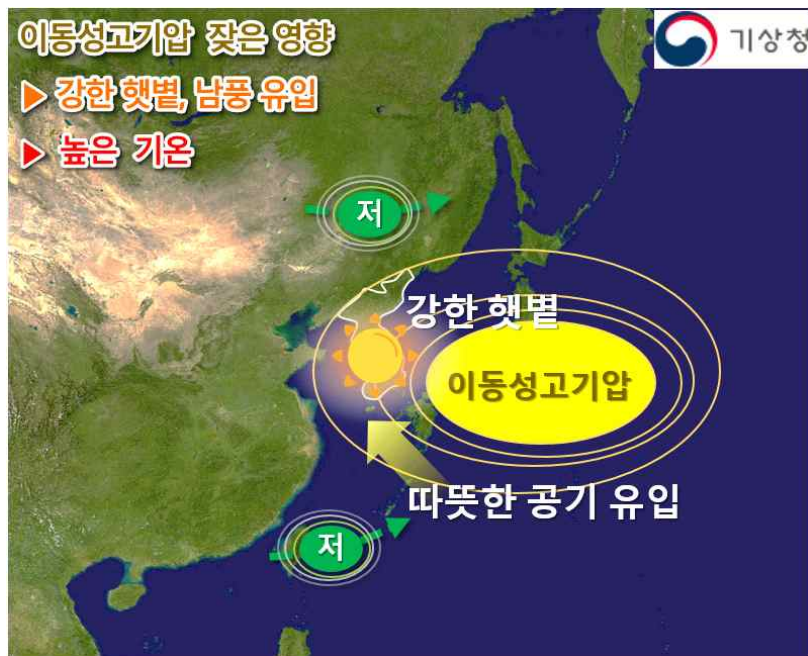 이동성고기압 잦은 영향
▶ 강한 햇볕, 남풍 유입
▶ 높은 기온
기상청
저
강한 햇볕
이동성고기압
따뜻한 공기 유입
저